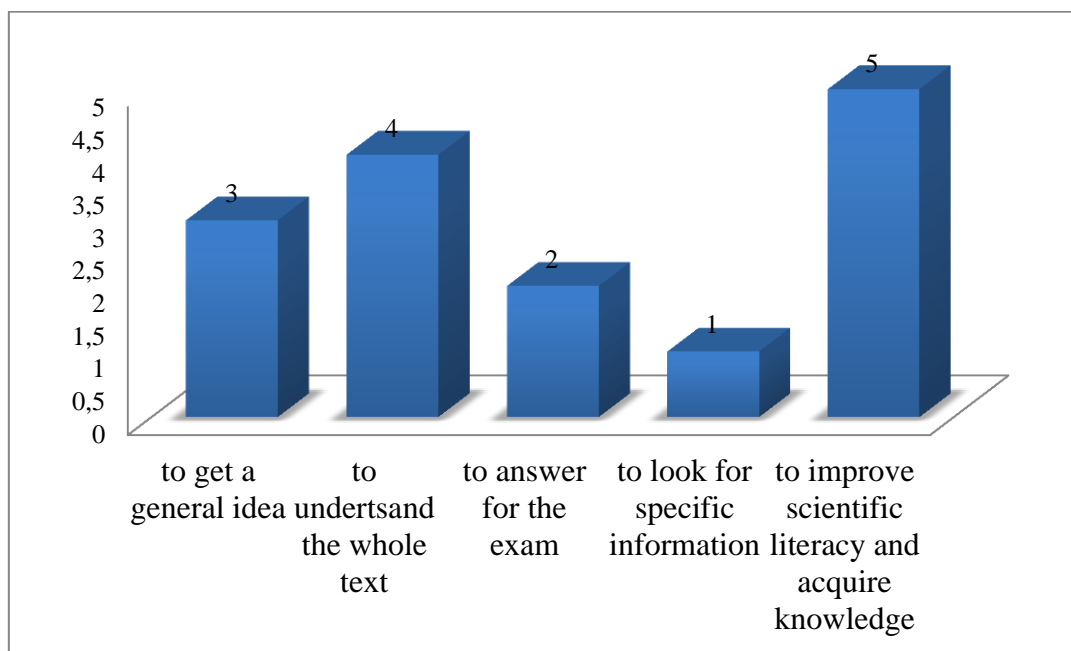 5
4,5
4
3,5
3
2,5
2
1,5
1
0,5
0
3
4
2
1
5
to get a
general idea
to
undertsand
the whole
text
to answer
for the
exam
to look for
specific
information
to improve
scientific
literacy and
acquire
knowledge